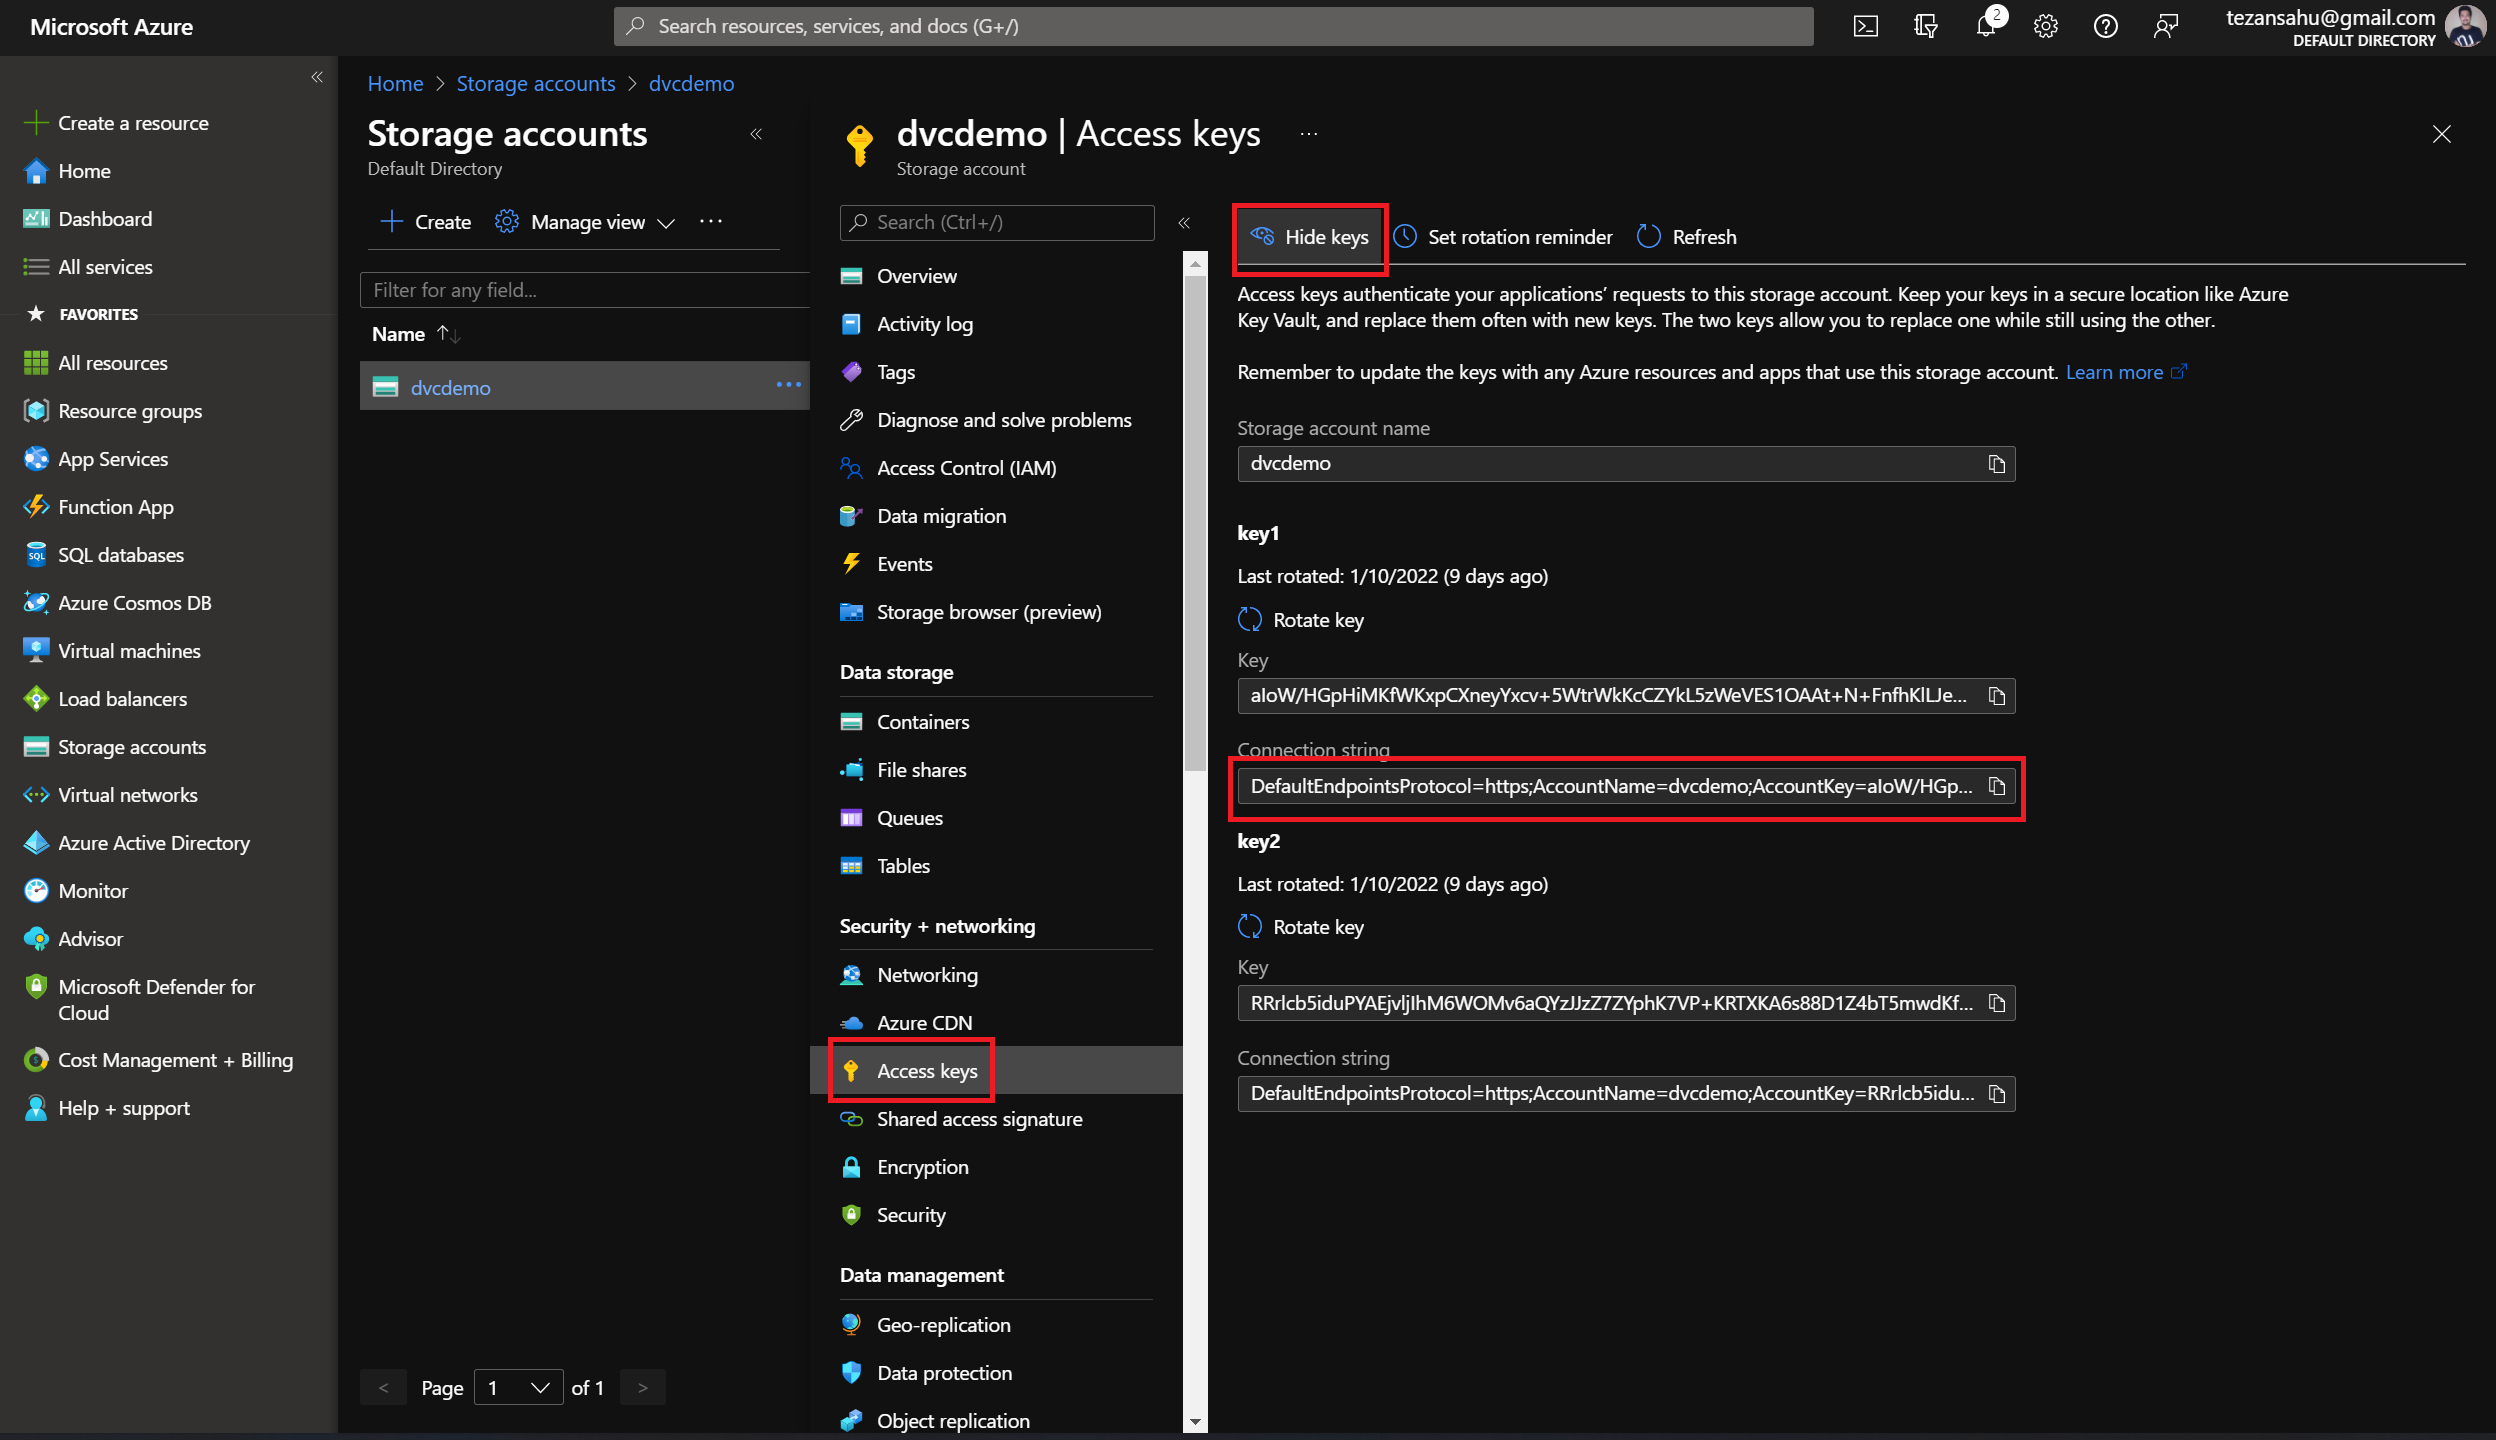 Microsoft Azure
Search resources, services, and docs (G+/)
2
tezansahu@gmail.com
DEFAULT DIRECTORY
Create a resource
Home
Dashboard
All services
FAVORITES
All resources
Resource groups
App Services
Function App
SQL databases
Azure Cosmos DB
Virtual machines
Load balancers
Storage accounts
Virtual networks
Azure Active Directory
Monitor
Advisor
Microsoft Defender for
Cloud
Cost Management + Billing
Help + support
Home > Storage accounts > dvcdemo
Storage accounts
Default Directory
Create
Manage view
Filter for any field...
Name
dvcdemo
< Page 1 of 1 >
dvcdemo | Access keys
Storage account
Search (Ctrl+/)
Overview
Activity log
Tags
Diagnose and solve problems
Access Control (IAM)
Data migration
Events
Storage browser (preview)
Data storage
Containers
File shares
Queues
Tables
Security + networking
Networking
Azure CDN
Access keys
Shared access signature
Encryption
Security
Data management
Geo-replication
Data protection
Object replication
Hide keys
Set rotation reminder
Refresh
Access keys authenticate your applications' requests to this storage account. Keep your keys in a secure location like Azure
Key Vault, and replace them often with new keys. The two keys allow you to replace one while still using the other.
Remember to update the keys with any Azure resources and apps that use this storage account. Learn more
Storage account name
dvcdemo
key1
Last rotated: 1/10/2022 (9 days ago)
Rotate key
Key
aIoW/HGpHiMKfWKxpCXneyYxcv+5WtrWkKcCZYkL5zWeVES1OAAt+N+FnfhKlLJe...
Connection string
DefaultEndpointsProtocol=https;AccountName=dvcdemo;AccountKey=aIoW/HGp...
key2
Last rotated: 1/10/2022 (9 days ago)
Rotate key
Key
RRrlcb5iduPYAEjvljIhM6WOMv6aQYzJJzZ7ZYphK7VP+KRTXKA6s88D1Z4bT5mwdKf...
Connection string
DefaultEndpointsProtocol=https;AccountName=dvcdemo;AccountKey=RRrlcb5idu...